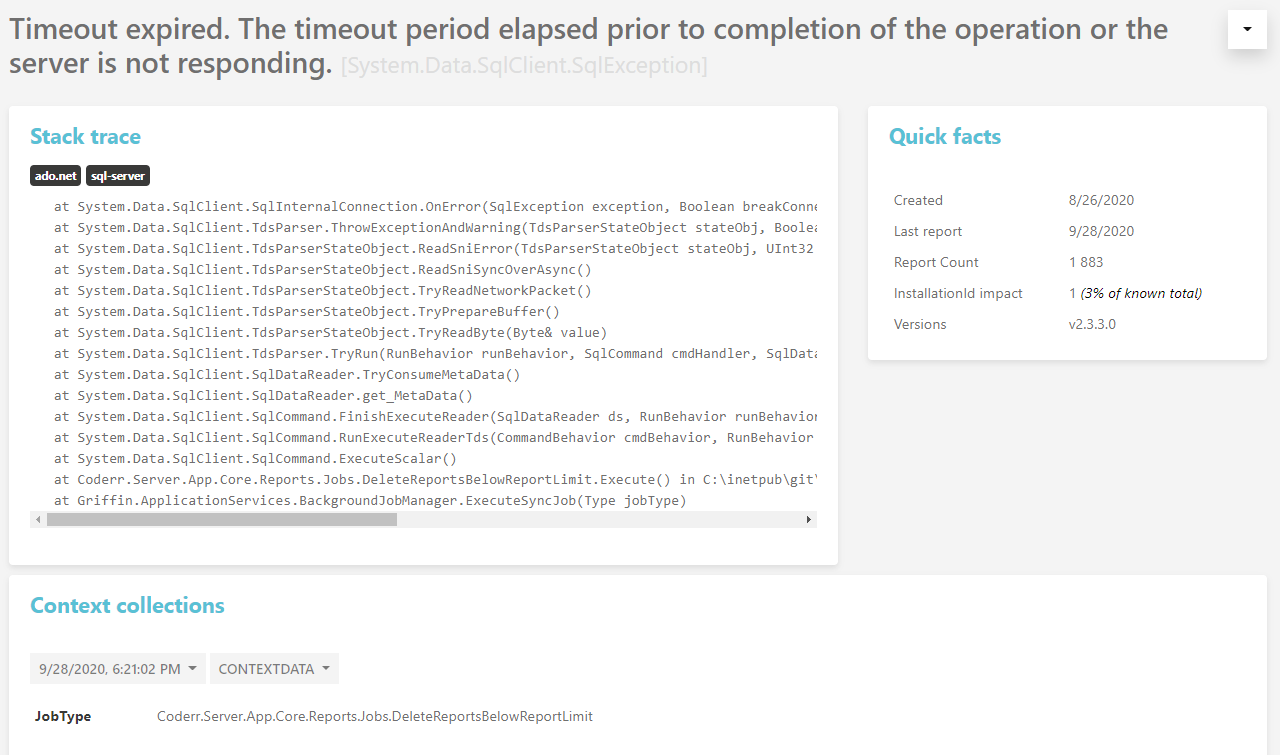 Timeout expired. The timeout period elapsed prior to completion of the operation or the
server is not responding. [System.Data.SqlClient.SqlException]
Stack trace
ado.net sql-server
at System.Data.SqlClient.SqlInternalConnection.OnError(SqlException exception, Boolean breakConne
at System.Data.SqlClient.TdsParser.ThrowExceptionAndWarning(TdsParserStateObject stateObj, Boolea
at System.Data.SqlClient.TdsParserStateObject.ReadSniError(TdsParserStateObject stateObj, UInt32
at System.Data.SqlClient.TdsParserStateObject.ReadSniSyncOverAsync()
at System.Data.SqlClient.TdsParserStateObject.TryReadNetworkPacket()
at System.Data.SqlClient.TdsParserStateObject.TryPrepareBuffer()
at System.Data.SqlClient.TdsParserStateObject.TryReadByte(Byte& value)
at System.Data.SqlClient.TdsParser.TryRun(RunBehavior runBehavior, SqlCommand cmdHandler, SqlData
at System.Data.SqlClient.SqlDataReader.TryConsumeMetaData()
at System.Data.SqlClient.SqlDataReader.get_MetaData()
at System.Data.SqlClient.SqlCommand.FinishExecuteReader(SqlDataReader ds, RunBehavior runBehavior
at System.Data.SqlClient.SqlCommand.RunExecuteReaderTds(CommandBehavior cmdBehavior, RunBehavior
at System.Data.SqlClient.SqlCommand.ExecuteScalar()
at Coderr.Server.App.Core.Reports.Jobs.DeleteReportsBelowReportLimit.Execute() in C:\inetpub\git\
at Griffin.ApplicationServices.BackgroundJobManager.ExecuteSyncJob(Type jobType)
Quick facts
Created 8/26/2020
Last report 9/28/2020
Report Count 1 883
InstallationId impact 1 (3% of known total)
Versions v2.3.3.0
Context collections
9/28/2020, 6:21:02 PM CONTEXTDATA
JobType Coderr.Server.App.Core.Reports.Jobs.DeleteReportsBelowReportLimit